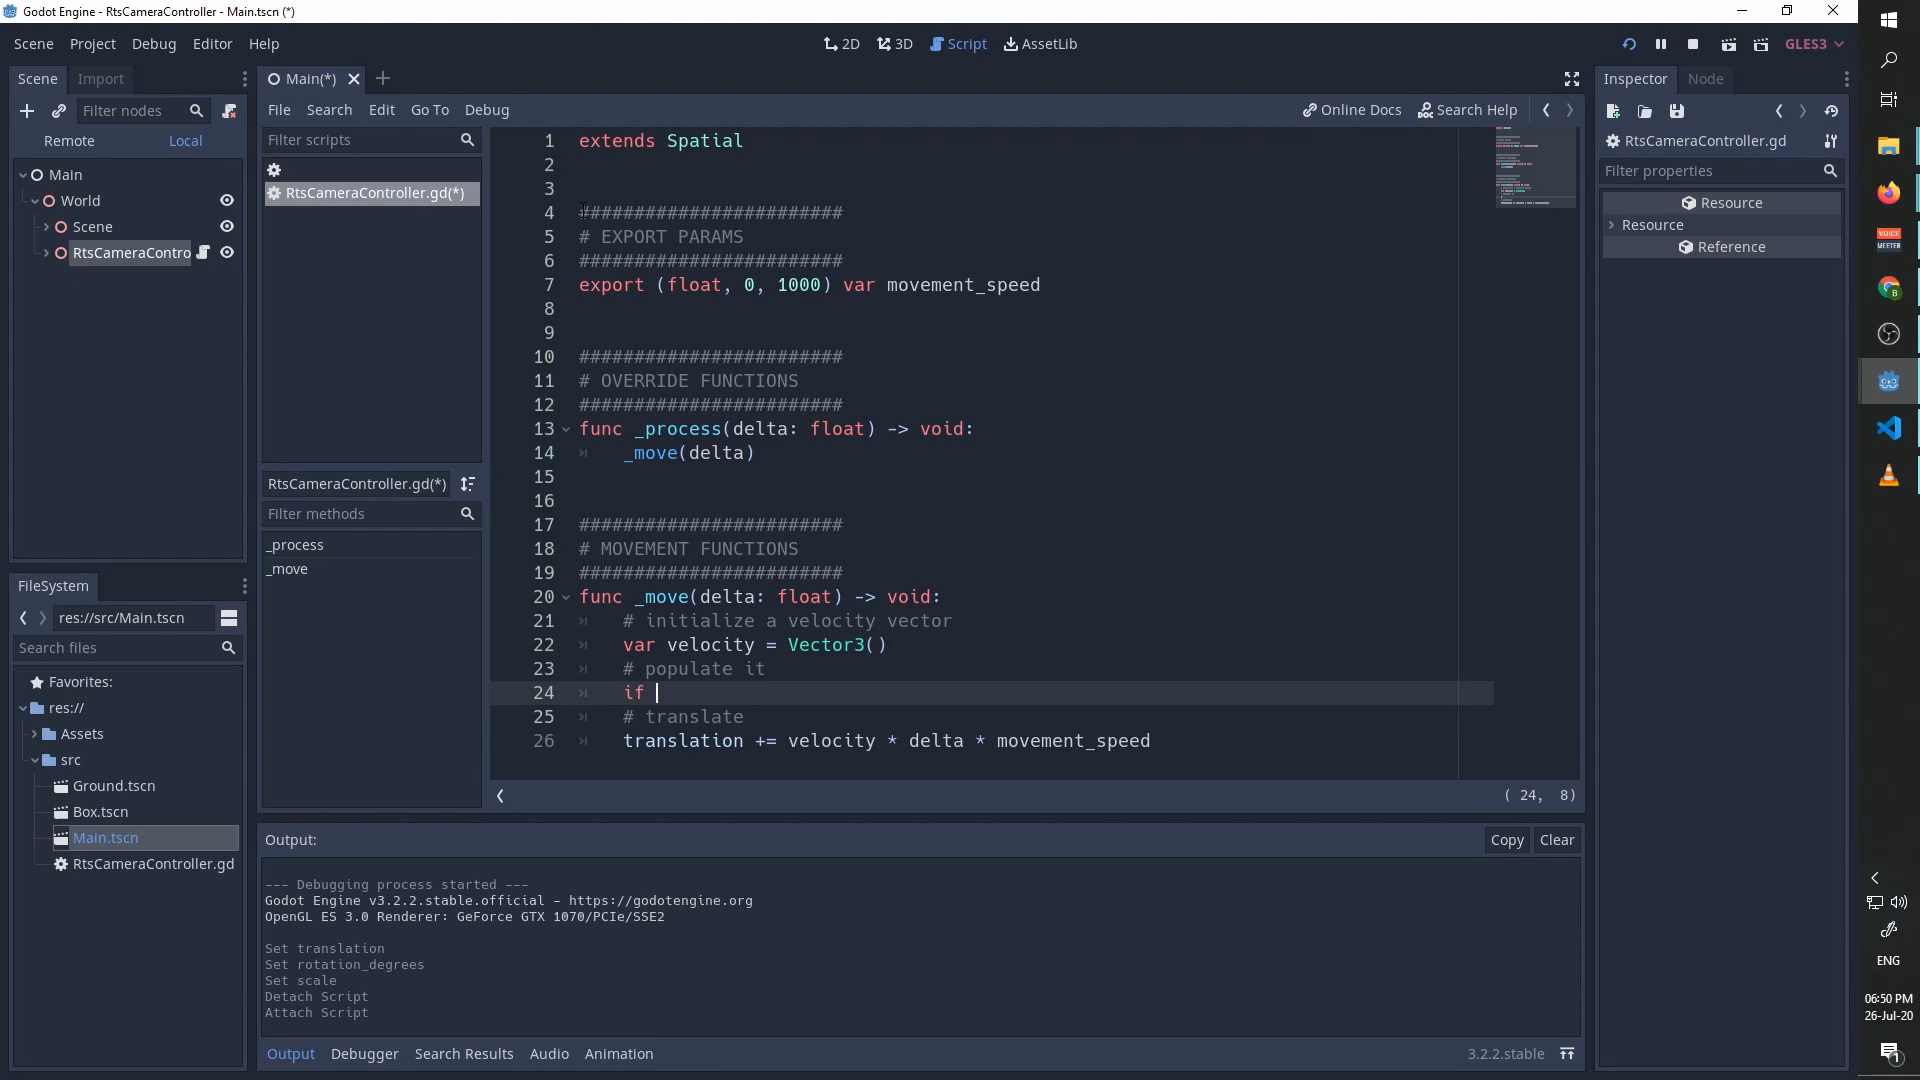 Godot Engine - RtsCameraController - Main.tscn (*)
Scene Project Debug Editor Help
2D 3D Script AssetLib
GLES3
Scene Import
Filter nodes
Remote Local
Main
World
Scene
RtsCameraContro
FileSystem
res://src/Main.tscn
Search files
Favorites:
res://
Assets
src
Ground.tscn
Box.tscn
Main.tscn
RtsCameraController.gd
Main(*)
File Search Edit Go To Debug
Online Docs Search Help
Filter scripts
RtsCameraController.gd(*)
RtsCameraController.gd(*)
Filter methods
_process
_move
1 extends Spatial
2
3
4 ########################
5 # EXPORT PARAMS
6 ########################
7 export (float, 0, 1000) var movement_speed
8
9
10 ########################
11 # OVERRIDE FUNCTIONS
12 ########################
13 func _process(delta: float) -> void:
14 _move(delta)
15
16
17 ########################
18 # MOVEMENT FUNCTIONS
19 ########################
20 func _move(delta: float) -> void:
21 # initialize a velocity vector
22 var velocity = Vector3()
23 # populate it
24 if
25 # translate
26 translation += velocity * delta * movement_speed
( 24, 8)
Output:
Copy Clear
--- Debugging process started ---
Godot Engine v3.2.2.stable.official - https://godotengine.org
OpenGL ES 3.0 Renderer: GeForce GTX 1070/PCIe/SSE2
Set translation
Set rotation_degrees
Set scale
Detach Script
Attach Script
Output Debugger Search Results Audio Animation
3.2.2.stable
Inspector Node
RtsCameraController.gd
Filter properties
Resource
Resource
Reference
VOICE
MEETER
B
ENG
06:50 PM
26-Jul-20
1